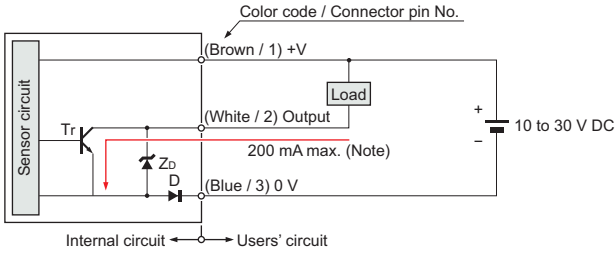 Color code / Connector pin No.
(Brown / 1) +V
Sensor circuit
Load
(White / 2) Output
Tr
+
10 to 30 V DC
−
200 mA max. (Note)
ZD
D
(Blue / 3) 0 V
Internal circuit
Users' circuit